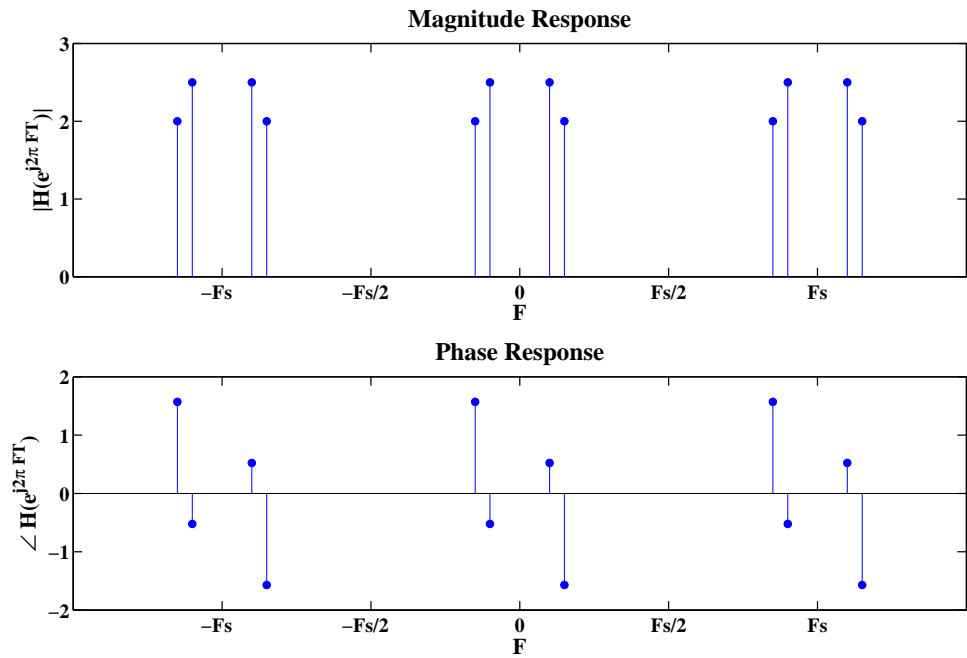 Magnitude Response
|H(e^{j2π FT})|
3
2
1
0
−Fs
−Fs/2
0
Fs/2
Fs
F
Phase Response
∠ H(e^{j2π FT})
2
1
0
−1
−2
−Fs
−Fs/2
0
Fs/2
Fs
F